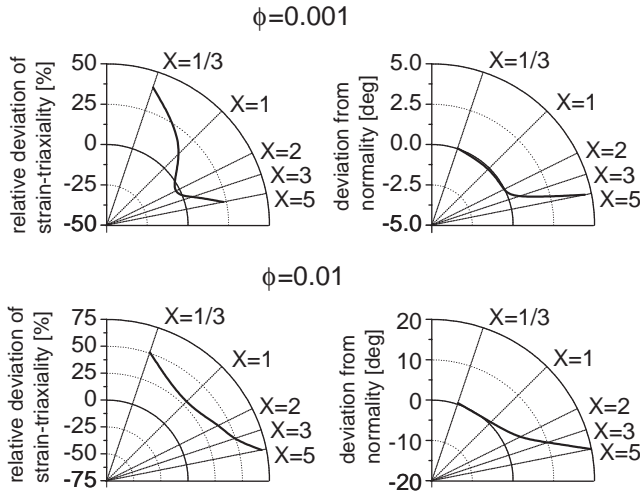 ϕ=0.001
relative deviation of
strain-triaxiality [%]
50
25
0
-25
-50
X=1/3
X=1
X=2
X=3
X=5
deviation from
normality [deg]
5.0
2.5
0.0
-2.5
-5.0
X=1/3
X=1
X=2
X=3
X=5
ϕ=0.01
relative deviation of
strain-triaxiality [%]
75
50
25
0
-25
-50
-75
X=1/3
X=1
X=2
X=3
X=5
deviation from
normality [deg]
20
10
0
-10
-20
X=1/3
X=1
X=2
X=3
X=5